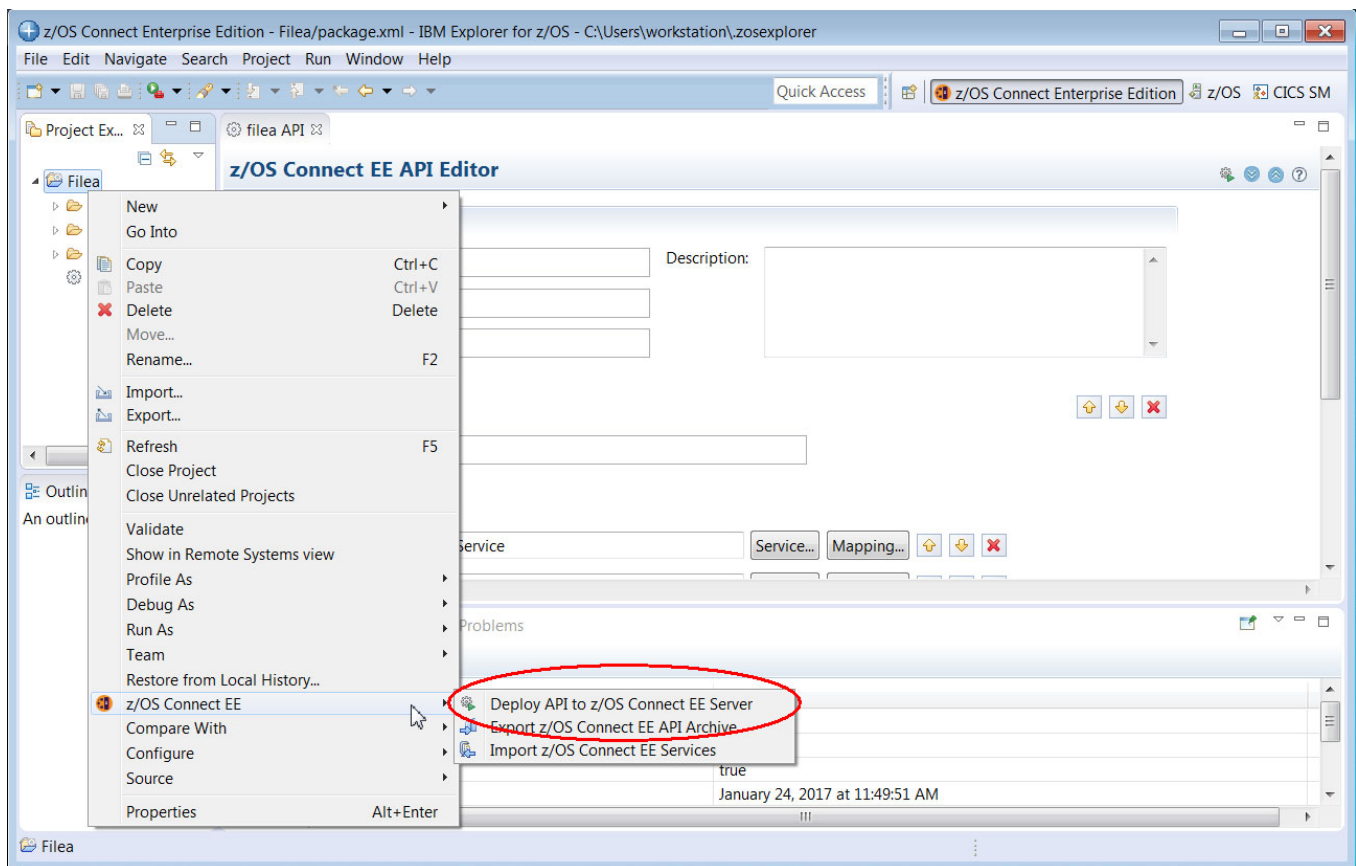 z/OS Connect Enterprise Edition - Filea/package.xml - IBM Explorer for z/OS - C:\Users\workstation\.zosexplorer
File Edit Navigate Search Project Run Window Help
Quick Access z/OS Connect Enterprise Edition z/OS CICS SM
Project Ex... filea API
z/OS Connect EE API Editor
Filea
New
Go Into
Description:
Copy Ctrl+C
Paste Ctrl+V
Delete Delete
Move...
Rename... F2
Import...
Export...
Refresh F5
Close Project
Close Unrelated Projects
Outlin
An outlin
Validate
Show in Remote Systems view
Service Service... Mapping...
Profile As
Debug As
Run As
Problems
Team
Restore from Local History...
z/OS Connect EE
Deploy API to z/OS Connect EE Server
Compare With
Export z/OS Connect EE API Archive
Configure
Import z/OS Connect EE Services
true
Source
January 24, 2017 at 11:49:51 AM
Properties Alt+Enter
Filea